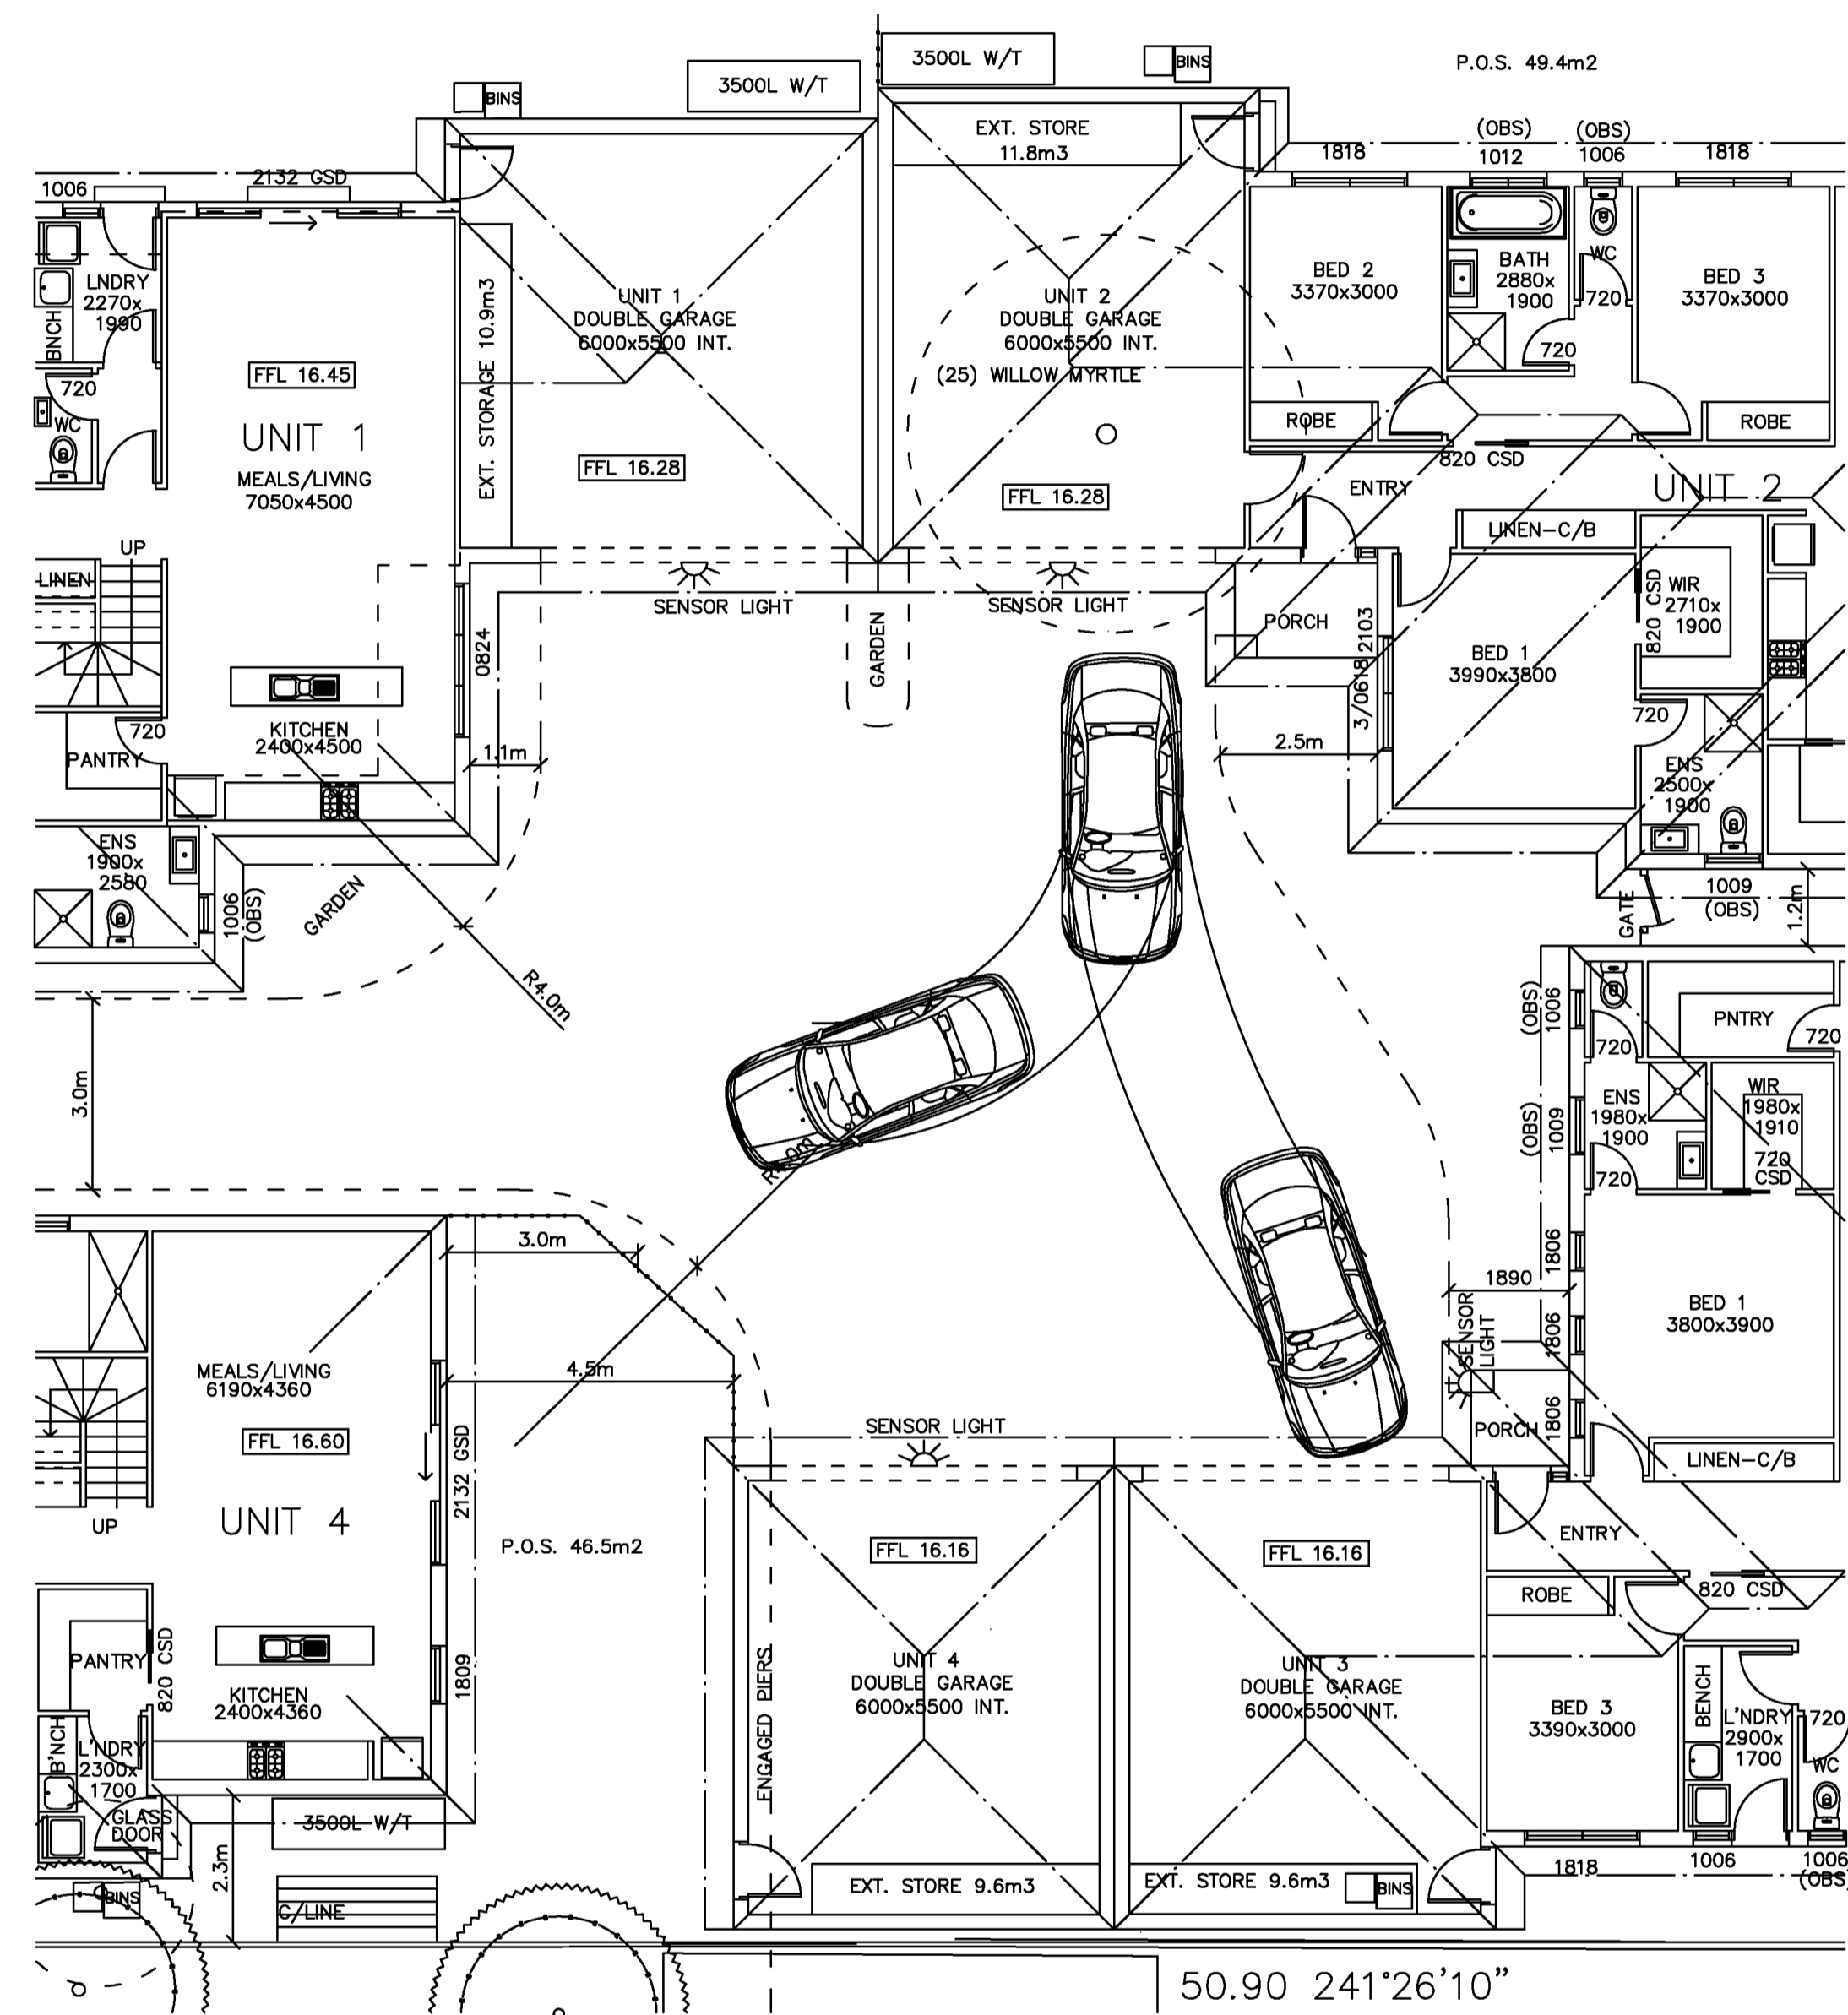 3500L W/T
3500L W/T
BINS
P.O.S. 49.4m2
BINS
EXT. STORE
11.8m3
(OBS)
(OBS)
1818
1012
1006
1818
1006
2132 GSD
LNDRY
2270x
1990
BNCH
FFL 16.45
720
WC
UNIT 1
MEALS/LIVING
7050x4500
EXT. STORAGE 10.9m3
UNIT 1
DOUBLE GARAGE
6000x5500 INT.
FFL 16.28
UNIT 2
DOUBLE GARAGE
6000x5500 INT.
(25) WILLOW MYRTLE
FFL 16.28
BED 2
3370x3000
BATH
2880x
1900
WC
720
720
BED 3
3370x3000
ROBE
ROBE
820 CSD
ENTRY
UNIT 2
LINEN-C/B
UP
LINEN
SENSOR LIGHT
SENSOR LIGHT
GARDEN
PORCH
0824
3/0618 2103
BED 1
3990x3800
820 CSD
WIR
2710x
1900
720
KITCHEN
2400x4500
PANTRY
720
1.1m
2.5m
ENS
2500x
1900
ENS
1900x
2580
1006
(OBS)
GARDEN
R4.0m
GATE
1009
(OBS)
1.2m
3.0m
(OBS)
1006
720
PNTRY
720
ENS
1980x
1900
WIR
1980x
1910
(OBS)
1009
720
720
CSD
3.0m
1890
1806
SENSOR
LIGHT
1806
BED 1
3800x3900
MEALS/LIVING
6190x4360
4.5m
FFL 16.60
2132 GSD
SENSOR LIGHT
PORCH
1806
LINEN-C/B
UNIT 4
UP
P.O.S. 46.5m2
FFL 16.16
FFL 16.16
ENTRY
ROBE
820 CSD
PANTRY
820 CSD
1809
ENGAGED PIERS
UNIT 4
DOUBLE GARAGE
6000x5500 INT.
UNIT 3
DOUBLE GARAGE
6000x5500 INT.
KITCHEN
2400x4360
BED 3
3390x3000
BENCH
L'NDRY
2900x
1700
720
WC
B'NCH
L'NDRY
2300x
1700
GLASS
DOOR
3500L W/T
2.3m
BINS
C/LINE
EXT. STORE 9.6m3
EXT. STORE 9.6m3
BINS
1818
1006
1006
(OBS
50.90 241°26'10"